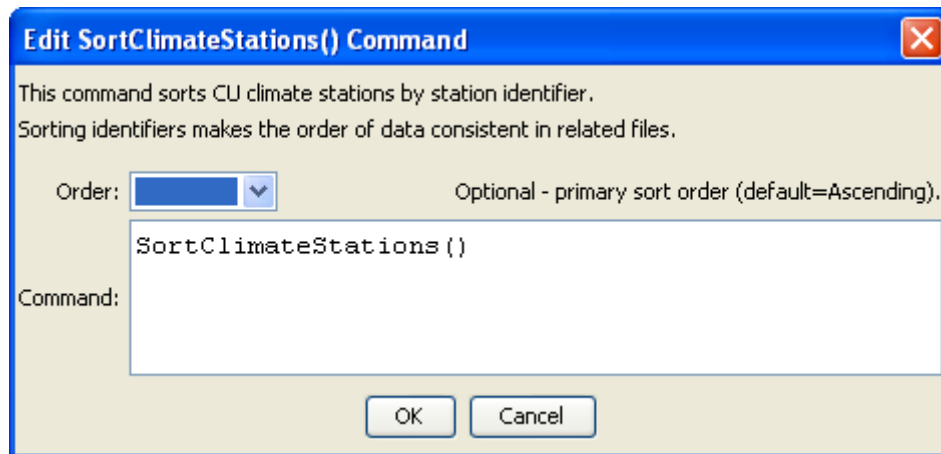 Edit SortClimateStations() Command
This command sorts CU climate stations by station identifier.
Sorting identifiers makes the order of data consistent in related files.
Order: Optional - primary sort order (default=Ascending).
SortClimateStations()
Command:
OK Cancel